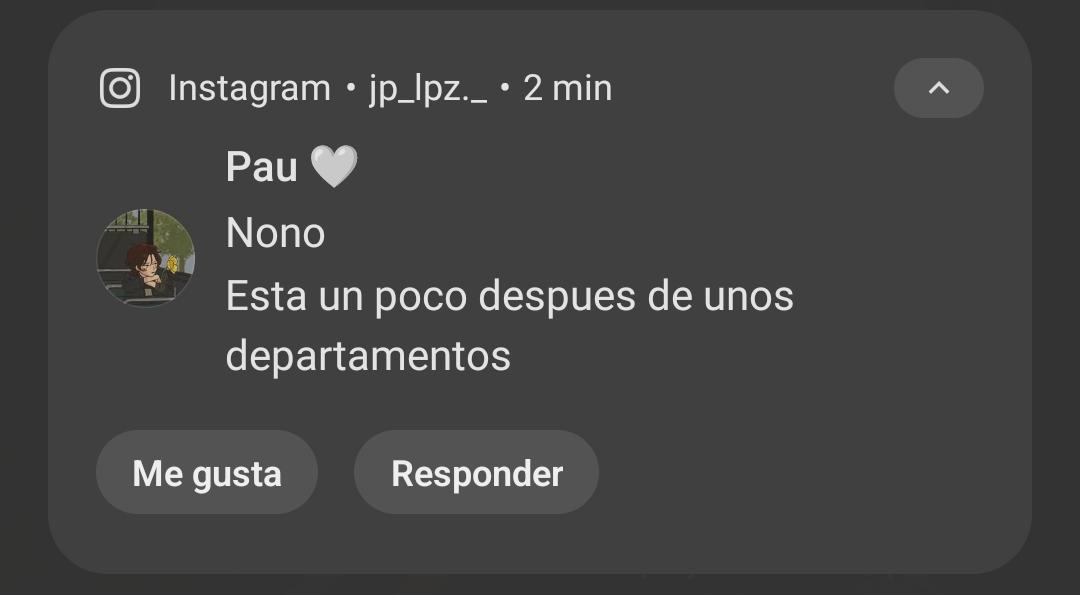 Instagram • jp_lpz._ • 2 min
Pau 🤍
Nono
Esta un poco despues de unos
departamentos
Me gusta
Responder